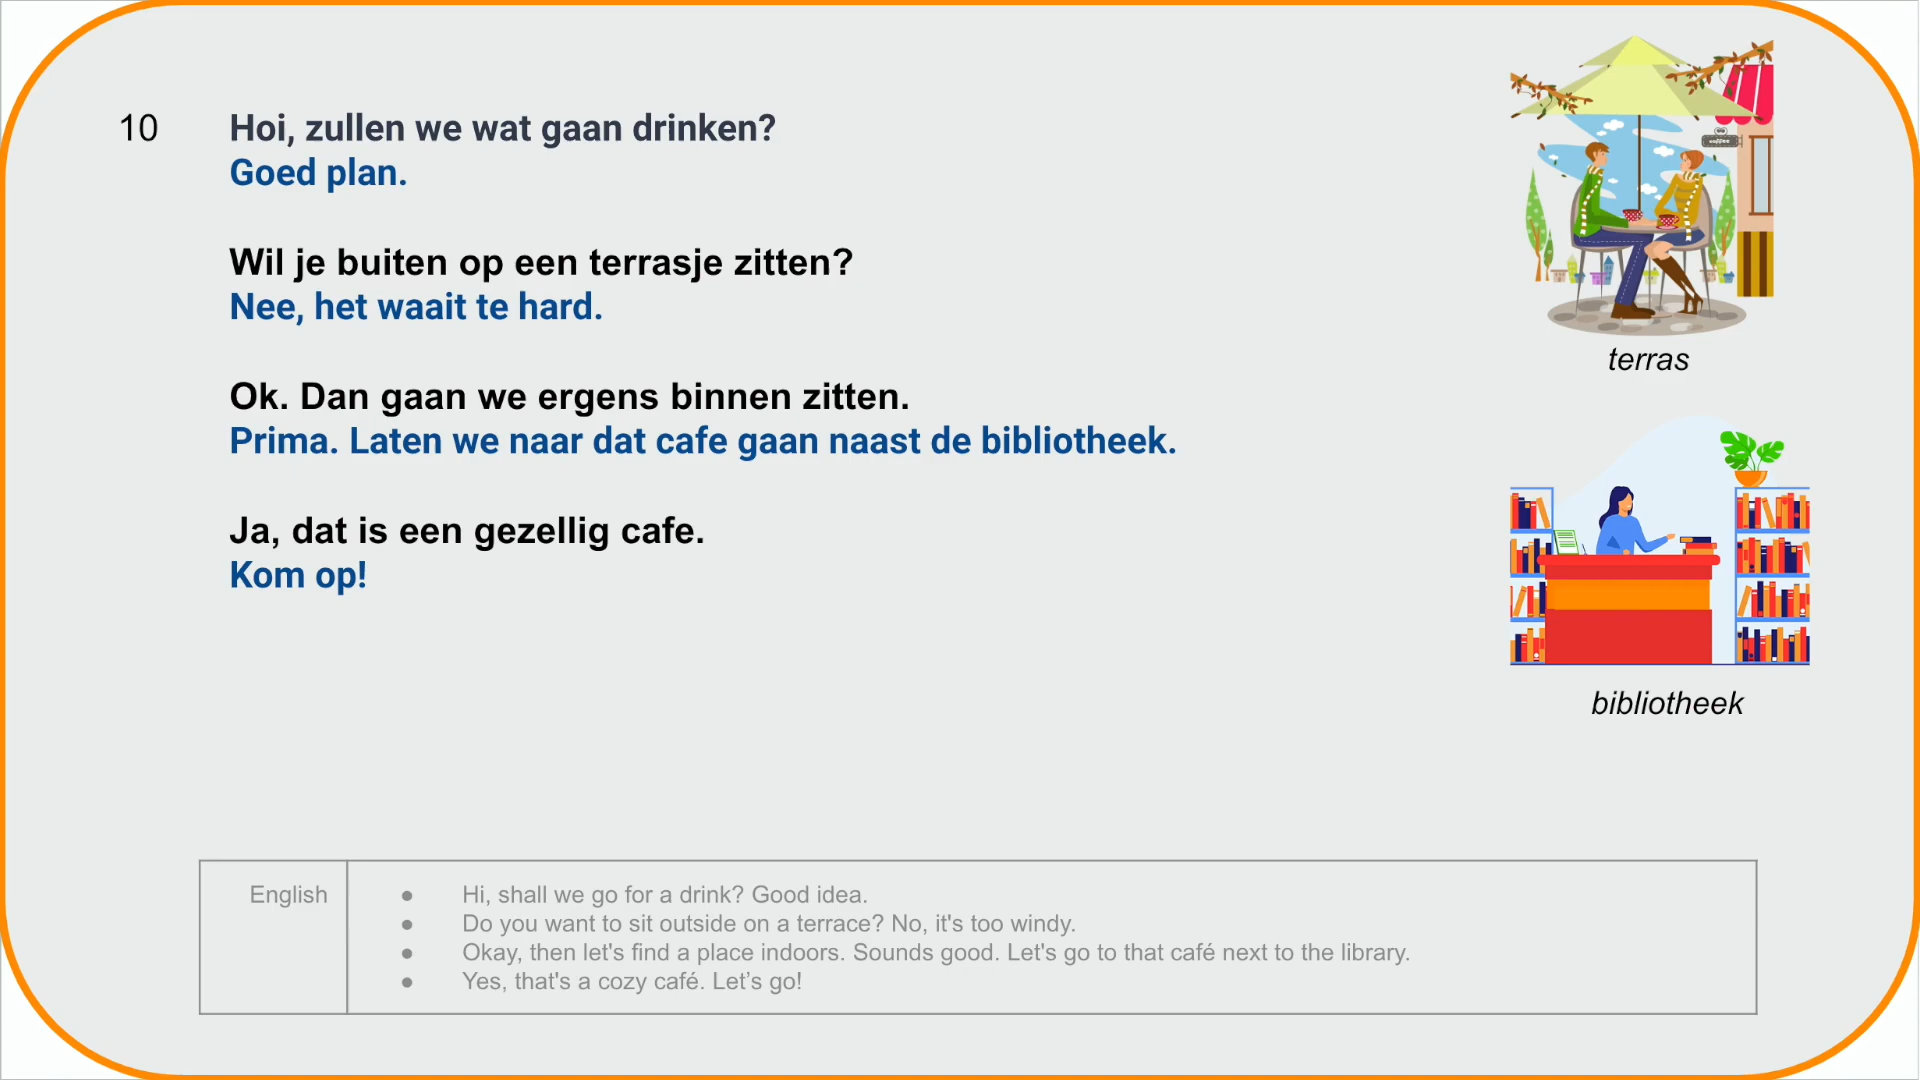 10
Hoi, zullen we wat gaan drinken?
Goed plan.
Wil je buiten op een terrasje zitten?
Nee, het waait te hard.
Ok. Dan gaan we ergens binnen zitten.
Prima. Laten we naar dat cafe gaan naast de bibliotheek.
Ja, dat is een gezellig cafe.
Kom op!
terras
bibliotheek
English
● Hi, shall we go for a drink? Good idea.
● Do you want to sit outside on a terrace? No, it's too windy.
● Okay, then let's find a place indoors. Sounds good. Let's go to that café next to the library.
● Yes, that's a cozy café. Let’s go!